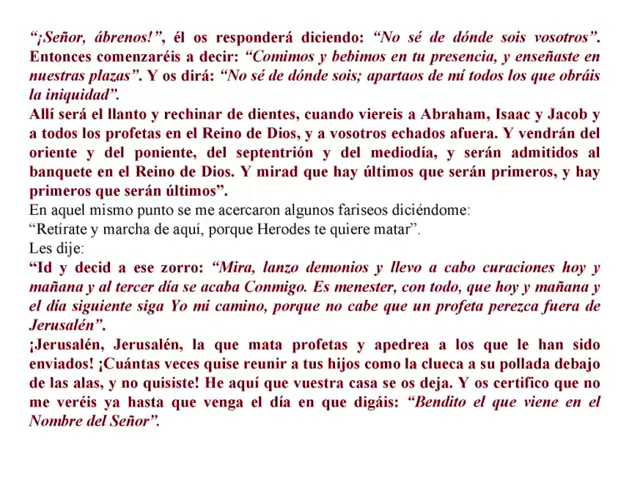 “¡Señor, ábrenos!”, él os responderá diciendo: “No sé de dónde sois vosotros”.
Entonces comenzaréis a decir: “Comimos y bebimos en tu presencia, y enseñaste en
nuestras plazas”. Y os dirá: “No sé de dónde sois; apartaos de mí todos los que obráis
la iniquidad”.
Allí será el llanto y rechinar de dientes, cuando viereis a Abraham, Isaac y Jacob y
a todos los profetas en el Reino de Dios, y a vosotros echados afuera. Y vendrán del
oriente y del poniente, del septentrión y del mediodía, y serán admitidos al
banquete en el Reino de Dios. Y mirad que hay últimos que serán primeros, y hay
primeros que serán últimos”.
En aquel mismo punto se me acercaron algunos fariseos diciéndome:
“Retírate y marcha de aquí, porque Herodes te quiere matar”.
Les dije:
“Id y decid a ese zorro: “Mira, lanzo demonios y llevo a cabo curaciones hoy y
mañana y al tercer día se acaba Conmigo. Es menester, con todo, que hoy y mañana y
el día siguiente siga Yo mi camino, porque no cabe que un profeta perezca fuera de
Jerusalén”.
¡Jerusalén, Jerusalén, la que mata profetas y apedrea a los que le han sido
enviados! ¡Cuántas veces quise reunir a tus hijos como la clueca a su pollada debajo
de las alas, y no quisiste! He aquí que vuestra casa se os deja. Y os certifico que no
me veréis ya hasta que venga el día en que digáis: “Bendito el que viene en el
Nombre del Señor”.